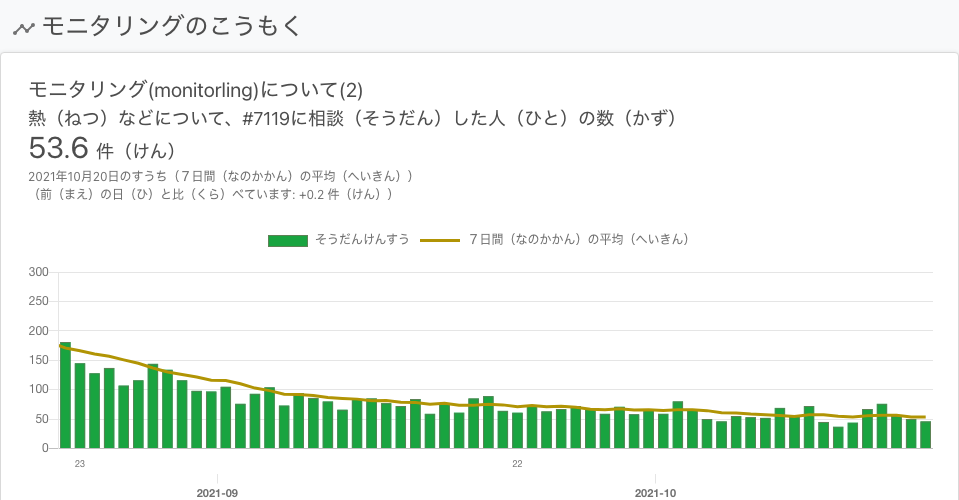 モニタリングのこうもく
モニタリング(monitorling)について(2)
熱（ねつ）などについて、#7119に相談（そうだん）した人（ひと）の数（かず）
53.6 件（けん）
2021年10月20日のすうち（７日間（なのかかん）の平均（へいきん））
（前（まえ）の日（ひ）と比（くら）べています: +0.2 件（けん））
そうだんけんすう ７日間（なのかかん）の平均（へいきん）
300
250
200
150
100
50
0
23 22
2021-09 2021-10